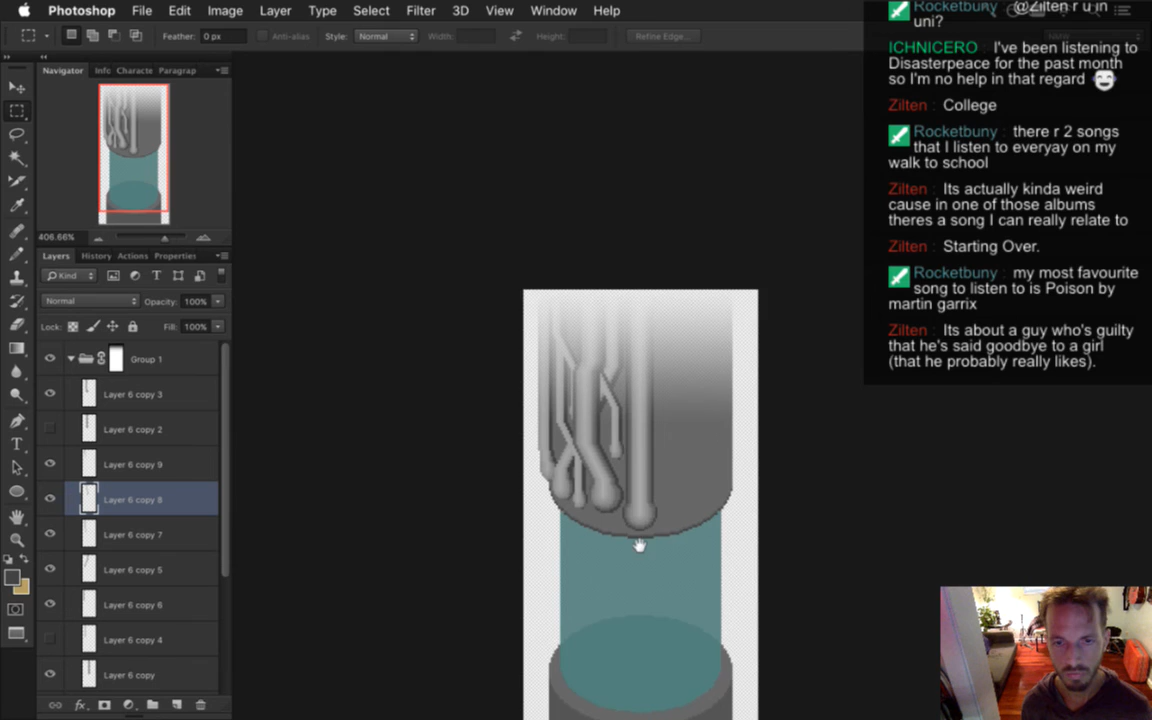 Photoshop File Edit Image Layer Type Select Filter 3D View Window Help
Feather: 0 px Anti-alias Style: Normal Width: Height: Refine Edge...
Navigator Info Characte Paragrap
406.66%
Layers History Actions Properties
Kind
Normal Opacity: 100%
Lock: Fill: 100%
Group 1
Layer 6 copy 3
Layer 6 copy 2
Layer 6 copy 9
Layer 6 copy 8
Layer 6 copy 7
Layer 6 copy 5
Layer 6 copy 6
Layer 6 copy 4
Layer 6 copy
Rocketbuny : @Zilten r u in
uni?
ICHNICERO : I've been listening to
Disasterpeace for the past month
so I'm no help in that regard
Zilten : College
Rocketbuny : there r 2 songs
that I listen to everyay on my
walk to school
Zilten : Its actually kinda weird
cause in one of those albums
theres a song I can really relate to
Zilten : Starting Over.
Rocketbuny : my most favourite
song to listen to is Poison by
martin garrix
Zilten : Its about a guy who's guilty
that he's said goodbye to a girl
(that he probably really likes).